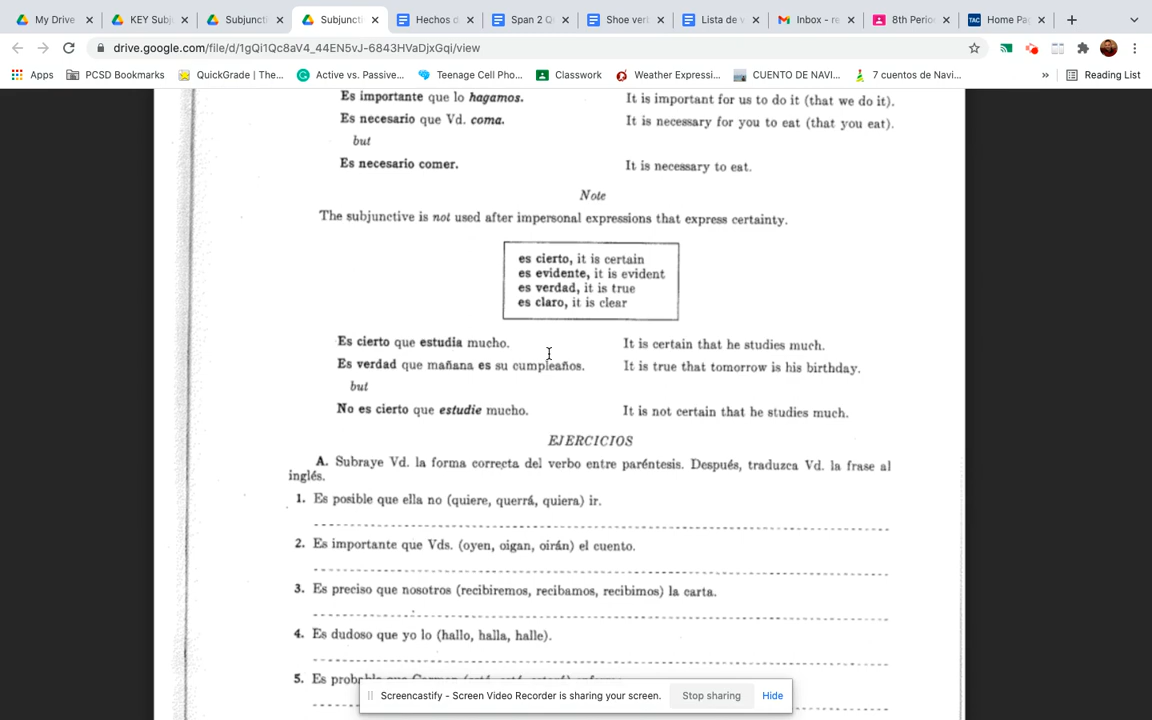 My Drive
KEY Subj
Subjuncti
Subjuncti
Hechos d
Span 2 Q
Shoe ver
Lista de v
Inbox - re
8th Perio
Home Pa
drive.google.com/file/d/1gQi1Qc8aV4_44EN5vJ-6843HVaDjxGqi/view
Apps
PCSD Bookmarks
QuickGrade | The...
Active vs. Passive...
Teenage Cell Pho...
Classwork
Weather Expressi...
CUENTO DE NAVI...
7 cuentos de Navi...
»
Reading List
Es importante que lo hagamos. It is important for us to do it (that we do it).
Es necesario que Vd. coma. It is necessary for you to eat (that you eat).
but
Es necesario comer. It is necessary to eat.
Note
The subjunctive is not used after impersonal expressions that express certainty.
es cierto, it is certain
es evidente, it is evident
es verdad, it is true
es claro, it is clear
Es cierto que estudia mucho. It is certain that he studies much.
Es verdad que mañana es su cumpleaños. It is true that tomorrow is his birthday.
but
No es cierto que estudie mucho. It is not certain that he studies much.
EJERCICIOS
A. Subraye Vd. la forma correcta del verbo entre paréntesis. Después, traduzca Vd. la frase al
inglés.
1. Es posible que ella no (quiere, querrá, quiera) ir.
2. Es importante que Vds. (oyen, oigan, oirán) el cuento.
3. Es preciso que nosotros (recibiremos, recibamos, recibimos) la carta.
4. Es dudoso que yo lo (hallo, halla, halle).
5. Es prob
Screencastify - Screen Video Recorder is sharing your screen.
Stop sharing
Hide